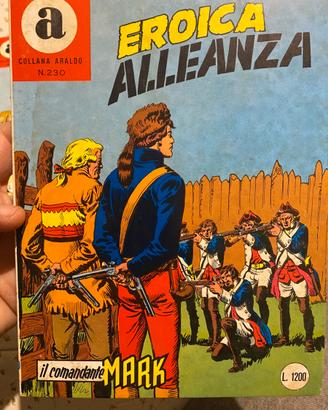 a
COLLANA ARALDO
N.230
EROICA
ALLEANZA
il comandante MARK
L. 1200